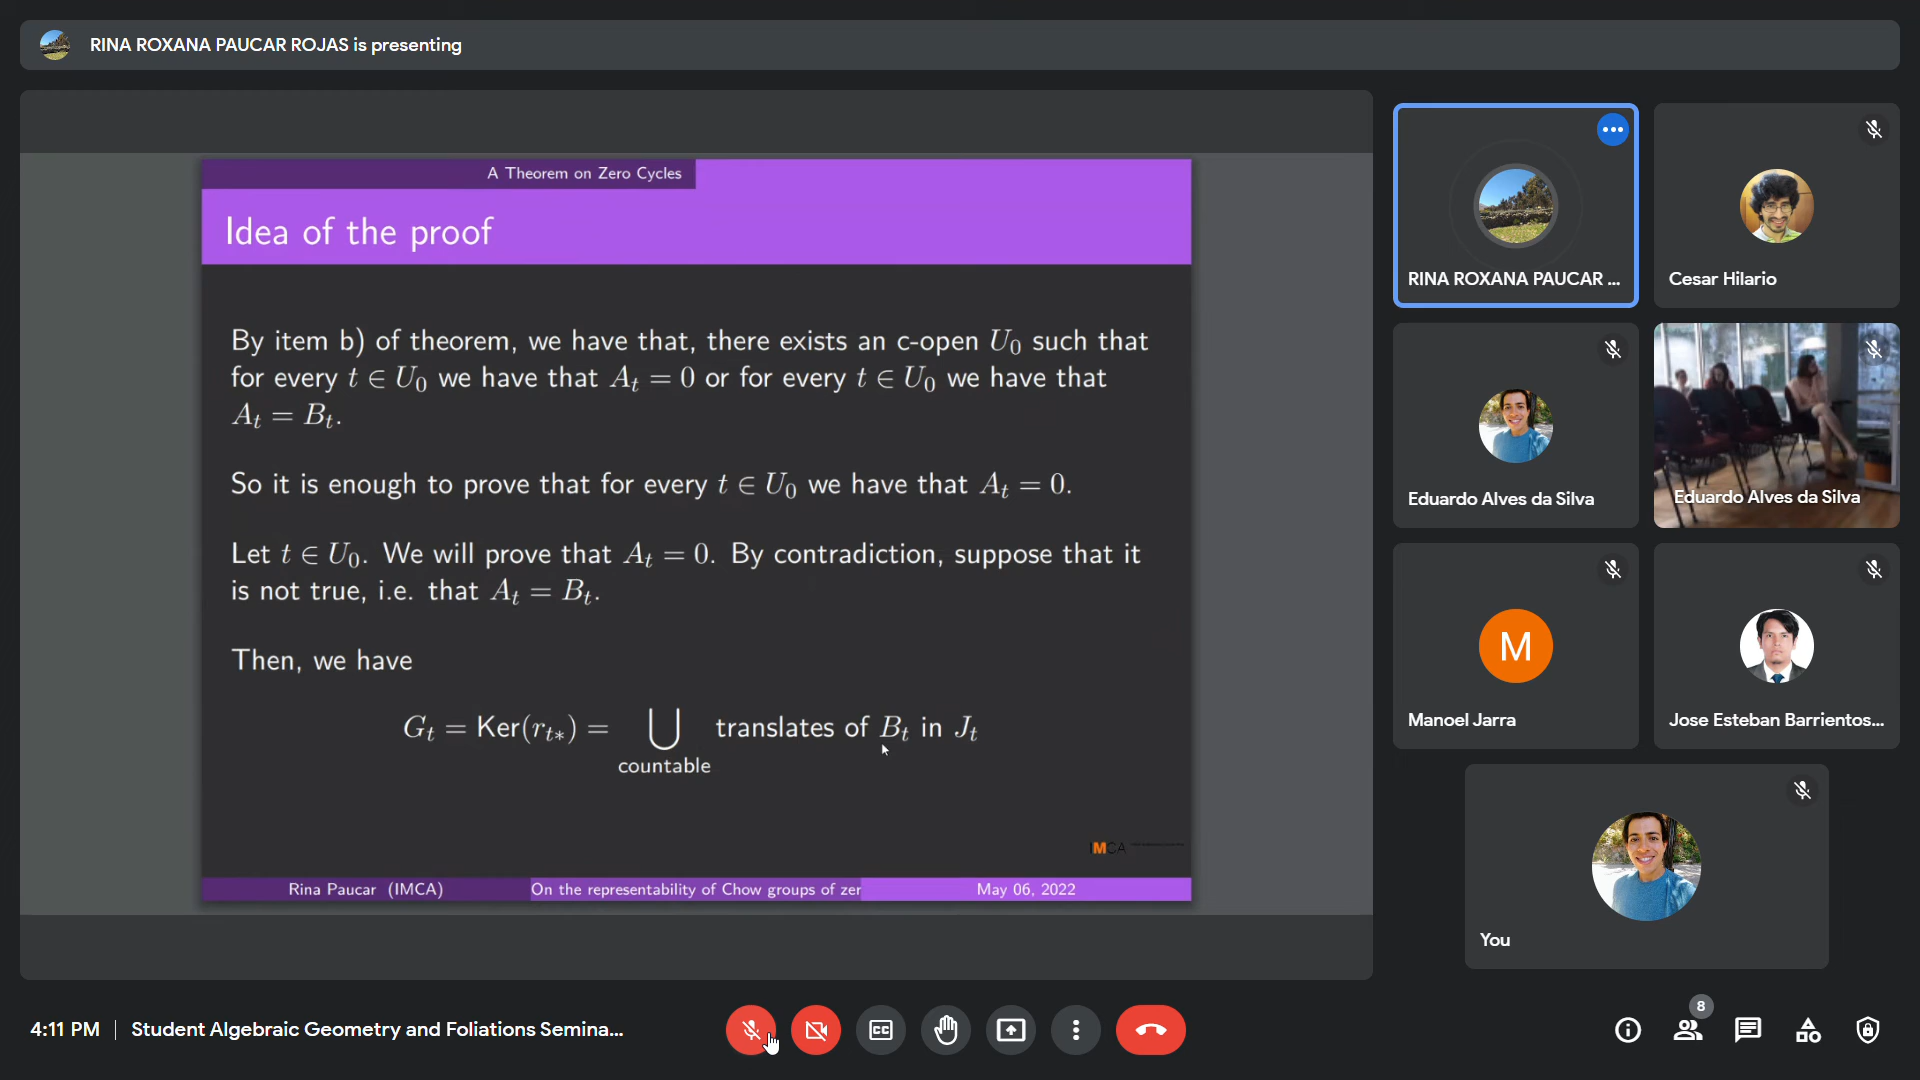 RINA ROXANA PAUCAR ROJAS is presenting
A Theorem on Zero Cycles
Idea of the proof
By item b) of theorem, we have that, there exists an c-open U₀ such that
for every t ∈ U₀ we have that Aₜ = 0 or for every t ∈ U₀ we have that
Aₜ = Bₜ.
So it is enough to prove that for every t ∈ U₀ we have that Aₜ = 0.
Let t ∈ U₀. We will prove that Aₜ = 0. By contradiction, suppose that it
is not true, i.e. that Aₜ = Bₜ.
Then, we have
Gₜ = Ker(rₜ∗) = ⋃ translates of Bₜ in Jₜ
countable
IMCA
Rina Paucar (IMCA) On the representability of Chow groups of zer May 06, 2022
RINA ROXANA PAUCAR ...
Cesar Hilario
Eduardo Alves da Silva
Eduardo Alves da Silva
M
Manoel Jarra
Jose Esteban Barrientos...
You
4:11 PM | Student Algebraic Geometry and Foliations Semina...
CC
8